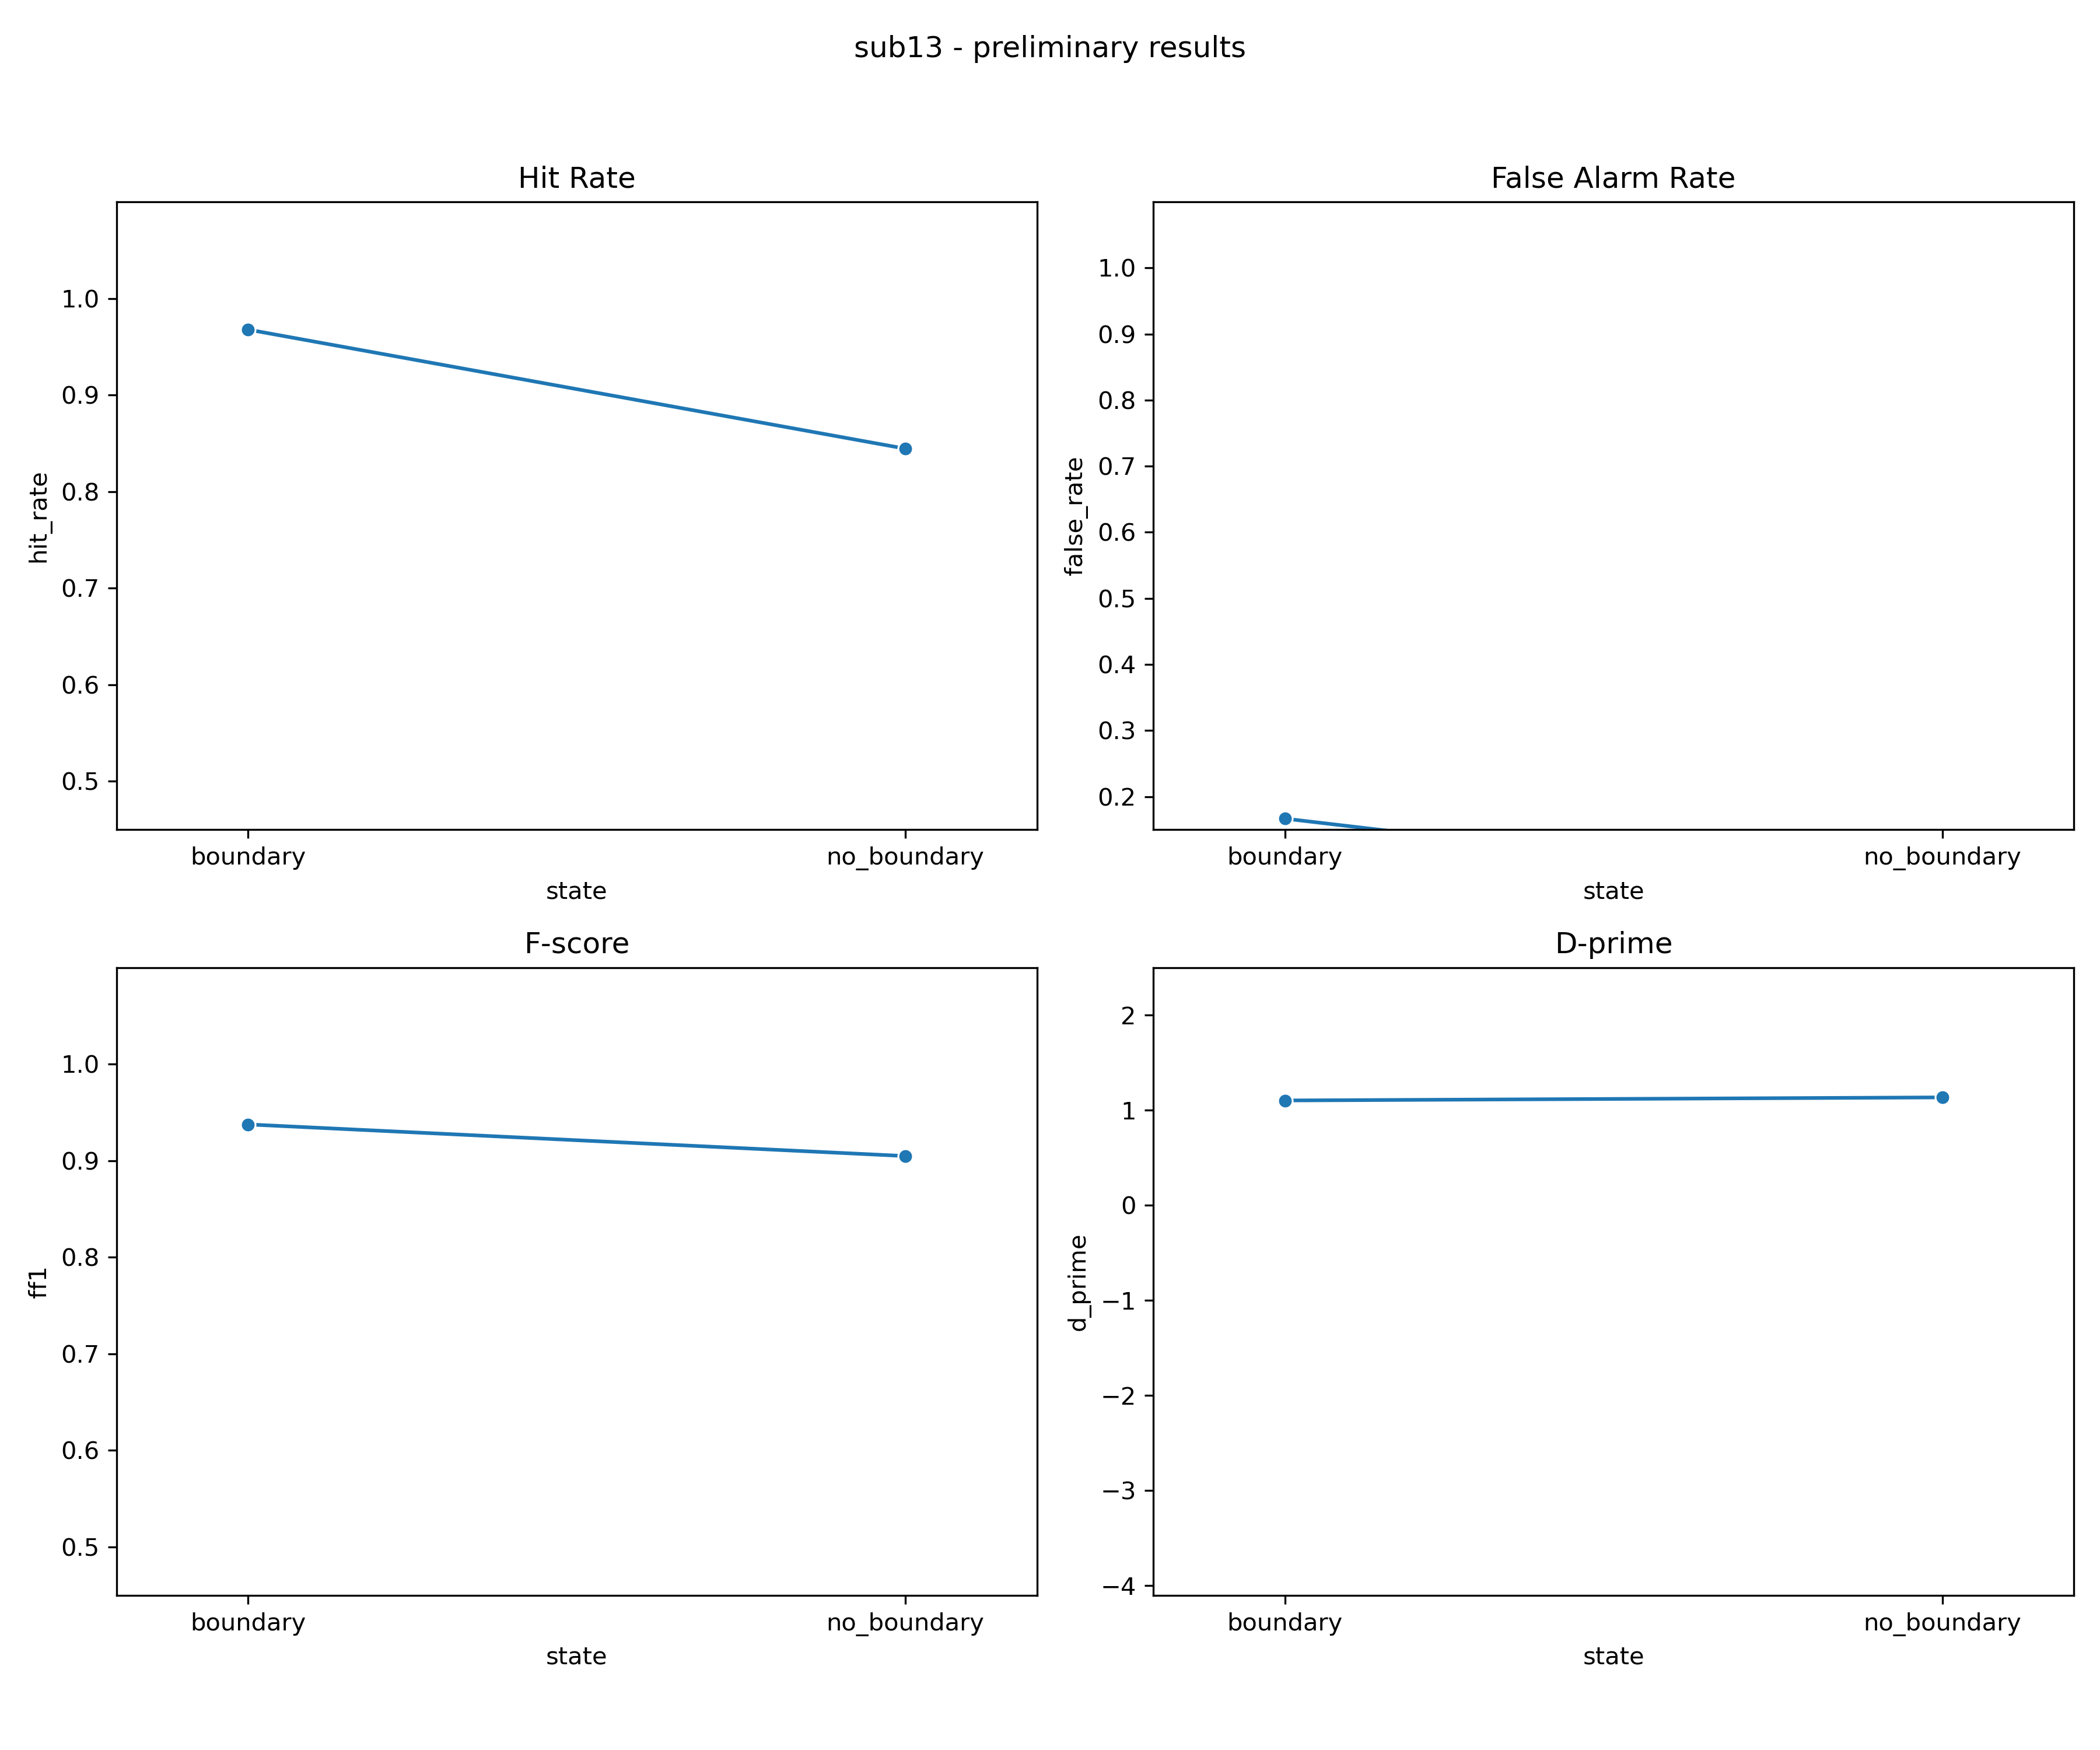 sub13 - preliminary results
Hit Rate
1.0
0.9
0.8
0.7
0.6
0.5
hit_rate
boundary
no_boundary
state
False Alarm Rate
1.0
0.9
0.8
0.7
0.6
0.5
0.4
0.3
0.2
false_rate
boundary
no_boundary
state
F-score
1.0
0.9
0.8
0.7
0.6
0.5
ff1
boundary
no_boundary
state
D-prime
2
1
0
−1
−2
−3
−4
d_prime
boundary
no_boundary
state